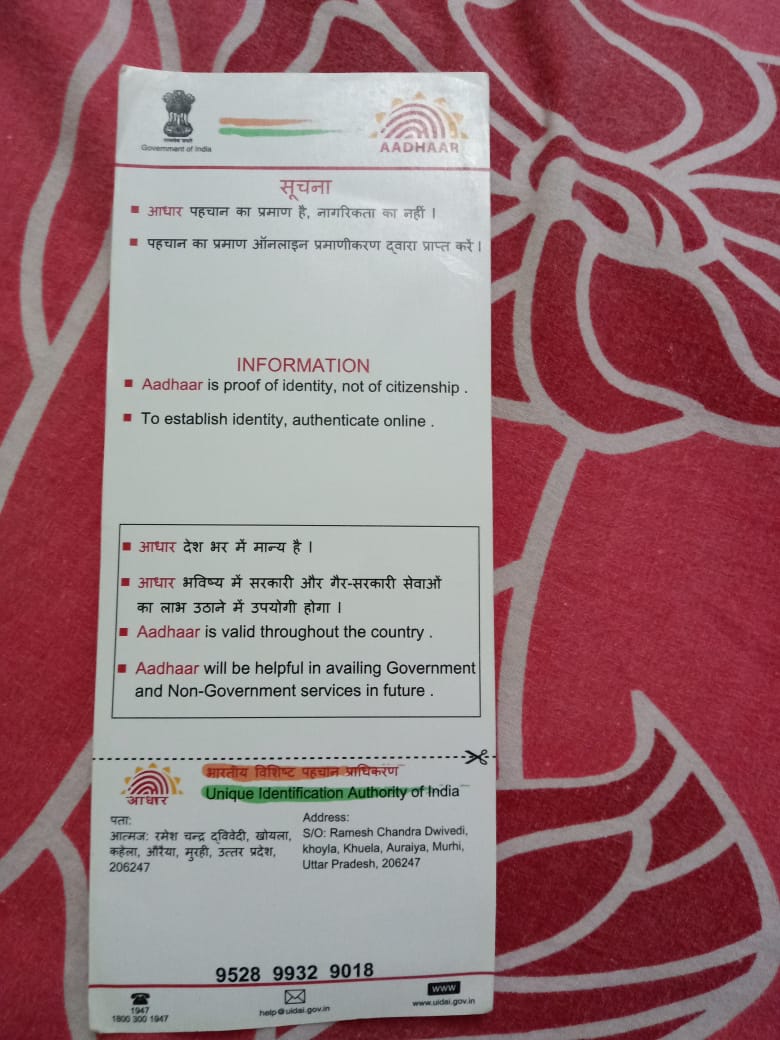 सत्यमेव जयते
Government of India
AADHAAR
सूचना
आधार पहचान का प्रमाण है, नागरिकता का नहीं ।
पहचान का प्रमाण ऑनलाइन प्रमाणीकरण द्वारा प्राप्त करें ।
INFORMATION
Aadhaar is proof of identity, not of citizenship .
To establish identity, authenticate online .
आधार देश भर में मान्य है ।
आधार भविष्य में सरकारी और गैर-सरकारी सेवाओं
का लाभ उठाने में उपयोगी होगा ।
Aadhaar is valid throughout the country .
Aadhaar will be helpful in availing Government
and Non-Government services in future .
आधार
भारतीय विशिष्ट पहचान प्राधिकरण
Unique Identification Authority of India
पता:
आत्मज: रमेश चन्द्र द्विवेदी, खोयला,
कहेला, औरैया, मुरही, उत्तर प्रदेश,
206247
Address:
S/O: Ramesh Chandra Dwivedi,
khoyla, Khuela, Auraiya, Murhi,
Uttar Pradesh, 206247
9528 9932 9018
1947
1800 300 1947
help@uidai.gov.in
www
www.uidai.gov.in